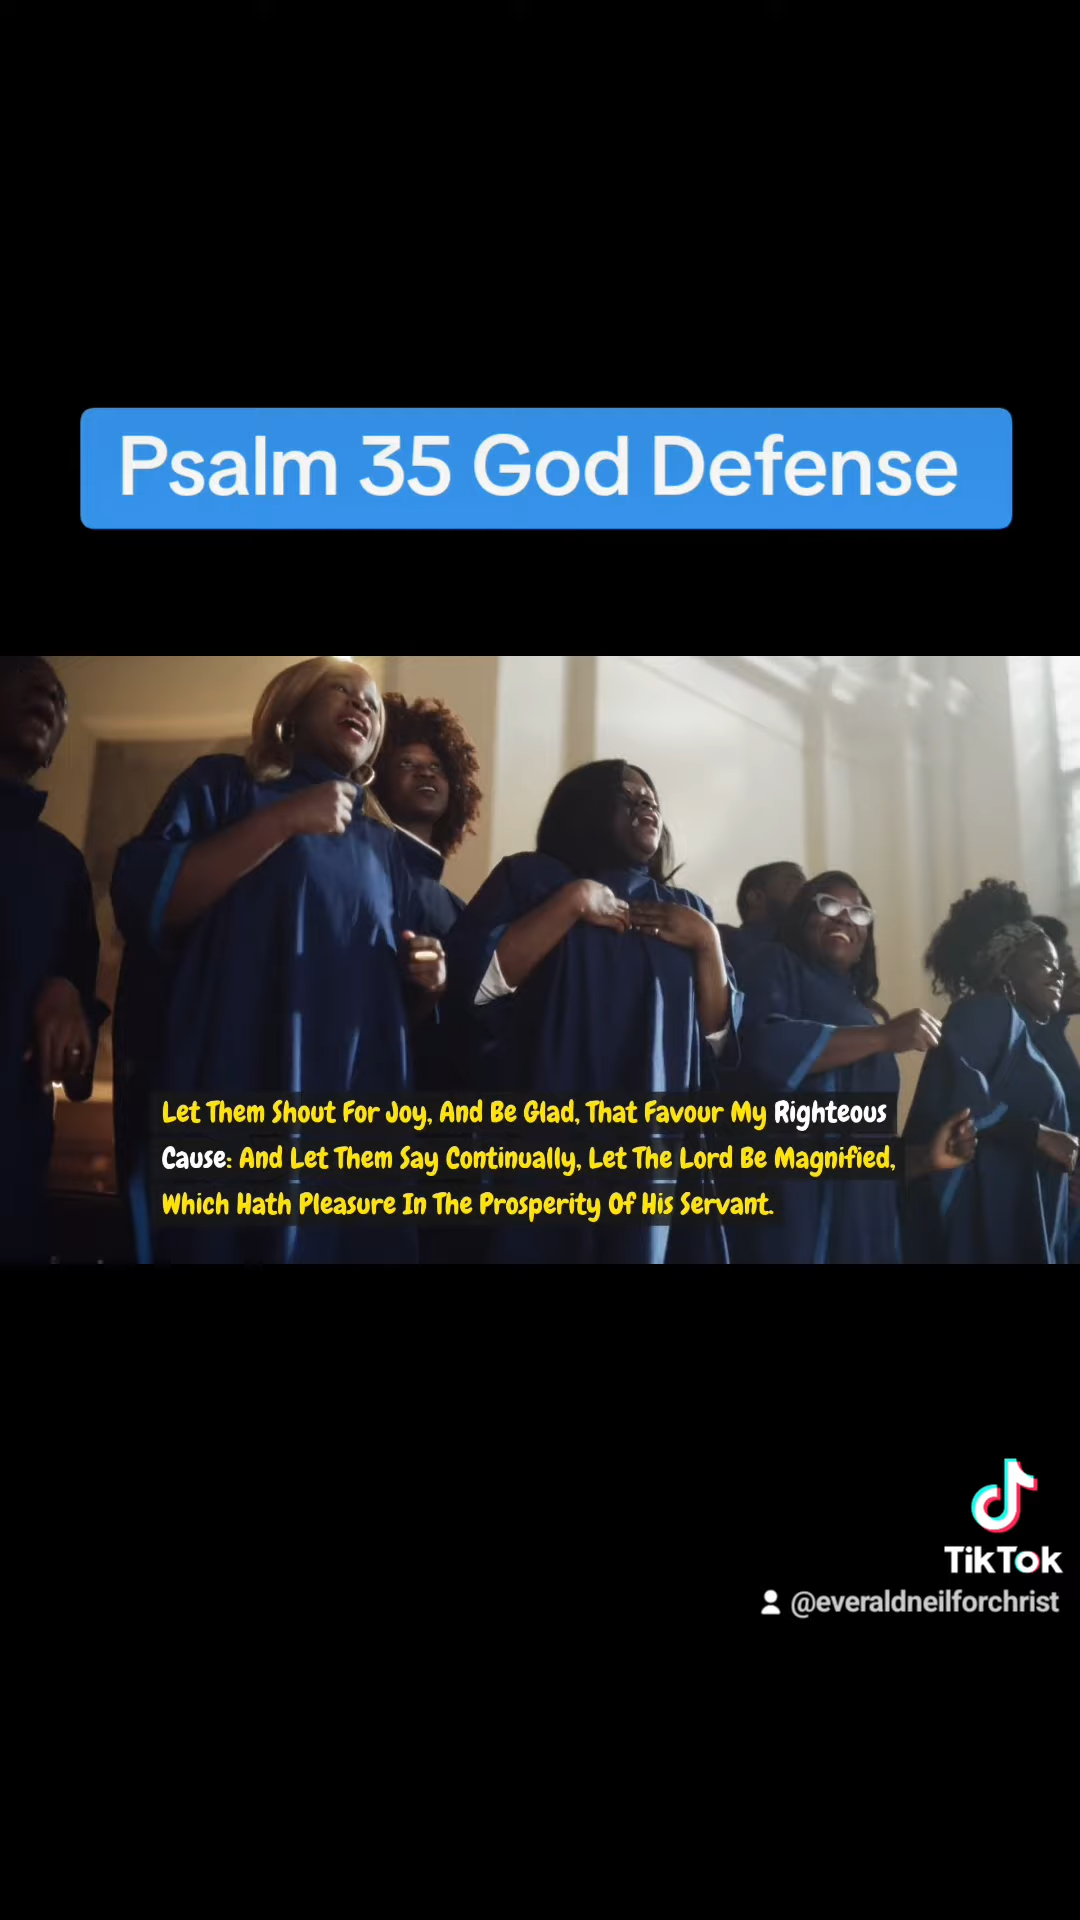 Psalm 35 God Defense
Let Them Shout For Joy, And Be Glad, That Favour My Righteous
Cause: And Let Them Say Continually, Let The Lord Be Magnified,
Which Hath Pleasure In The Prosperity Of His Servant.
TikTok
@everaldneilforchrist